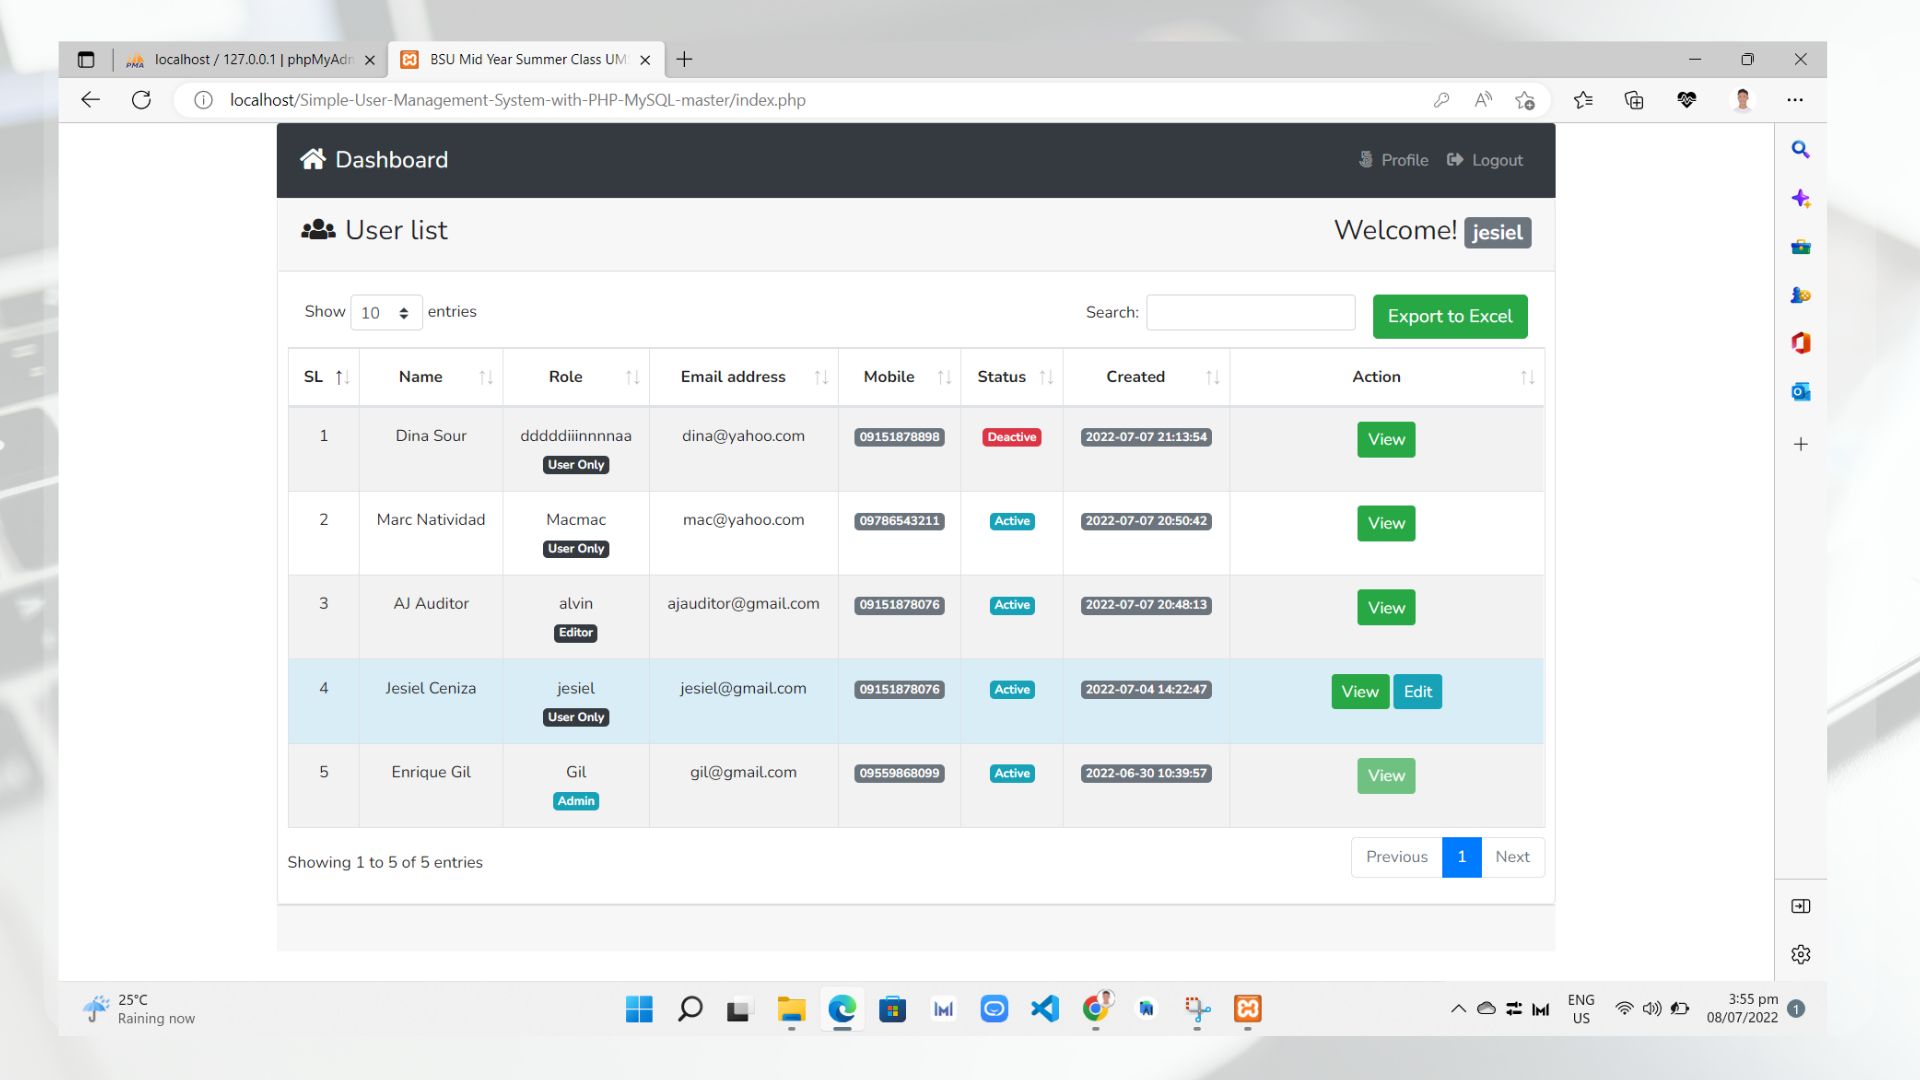 localhost / 127.0.0.1 | phpMyAdn
BSU Mid Year Summer Class UM
localhost/Simple-User-Management-System-with-PHP-MySQL-master/index.php
Dashboard
Profile
Logout
User list
Welcome! jesiel
Show 10 entries
Search:
Export to Excel
SL Name Role Email address Mobile Status Created Action
1 Dina Sour dddddiiinnnnaa dina@yahoo.com 09151878898 Deactive 2022-07-07 21:13:54 View
User Only
2 Marc Natividad Macmac mac@yahoo.com 09786543211 Active 2022-07-07 20:50:42 View
User Only
3 AJ Auditor alvin ajauditor@gmail.com 09151878076 Active 2022-07-07 20:48:13 View
Editor
4 Jesiel Ceniza jesiel jesiel@gmail.com 09151878076 Active 2022-07-04 14:22:47 View Edit
User Only
5 Enrique Gil Gil gil@gmail.com 09559868099 Active 2022-06-30 10:39:57 View
Admin
Showing 1 to 5 of 5 entries
Previous 1 Next
25°C
Raining now
ENG
US
3:55 pm
08/07/2022
1